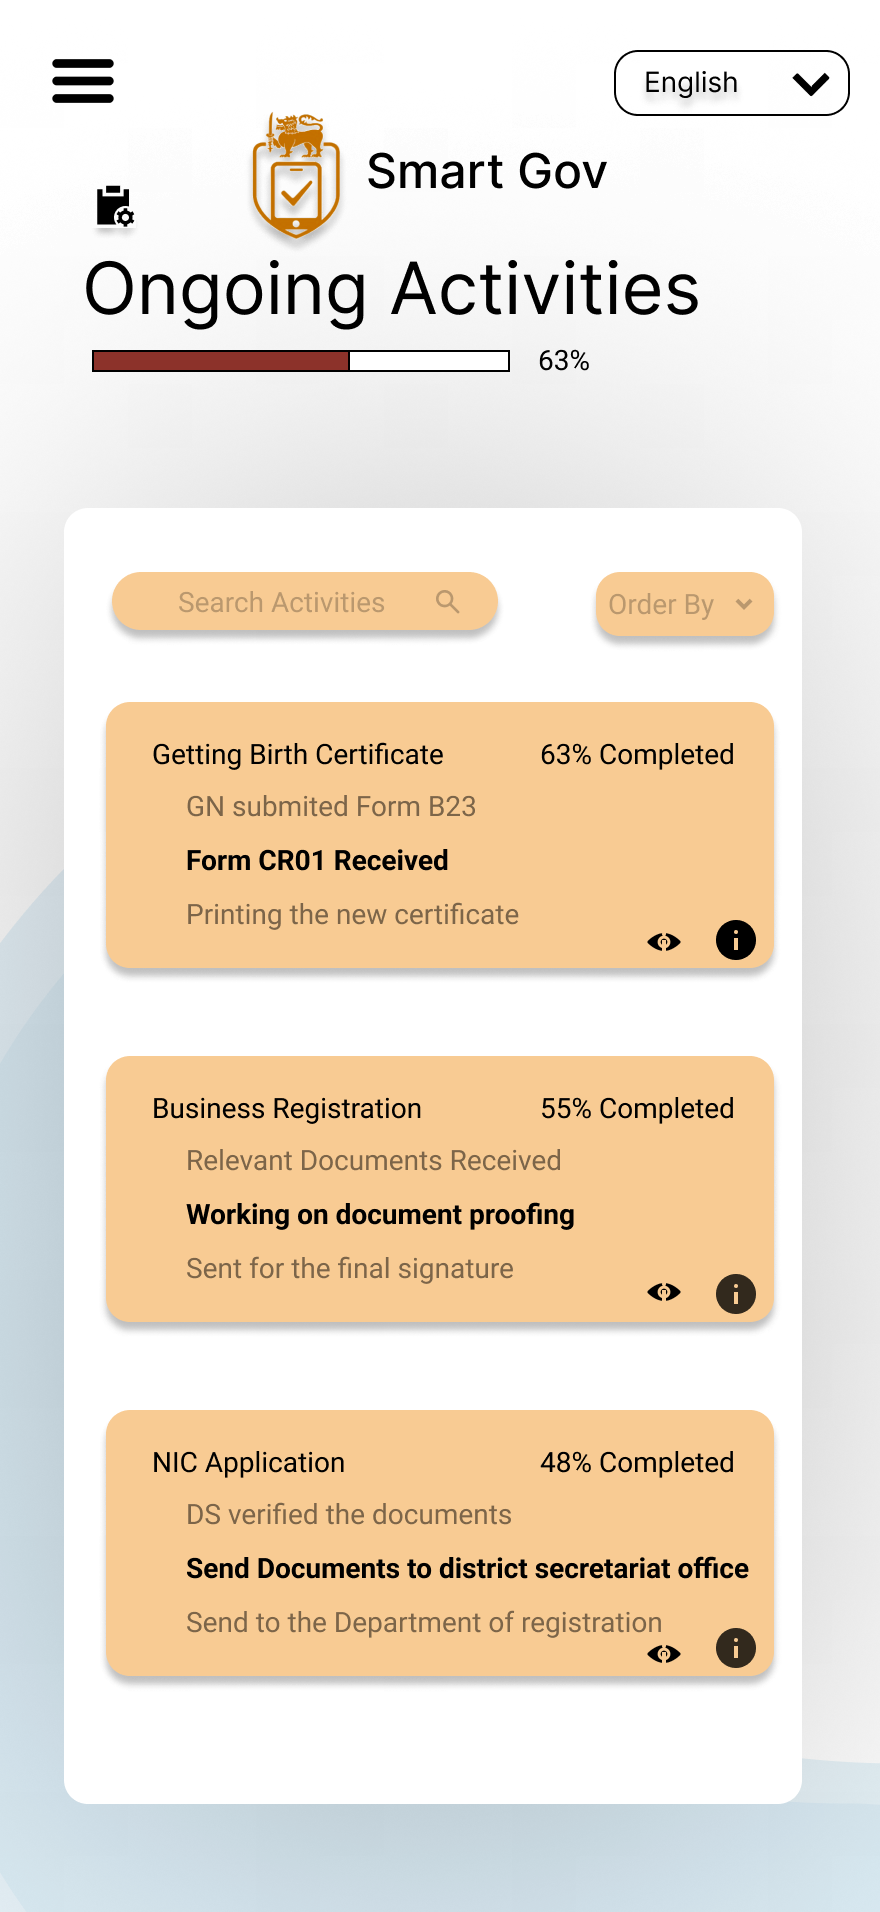 English
Smart Gov
Ongoing Activities
63%
Search Activities
Order By
Getting Birth Certificate 63% Completed
GN submited Form B23
Form CR01 Received
Printing the new certificate
Business Registration 55% Completed
Relevant Documents Received
Working on document proofing
Sent for the final signature
NIC Application 48% Completed
DS verified the documents
Send Documents to district secretariat office
Send to the Department of registration